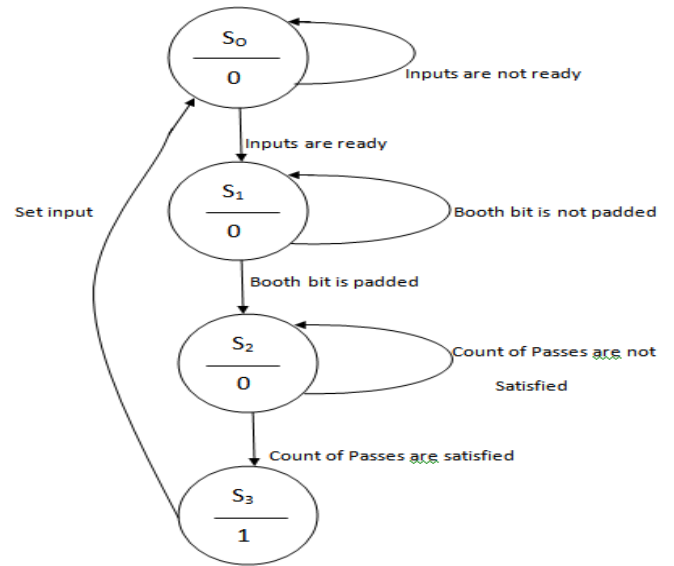 S₀
0
Inputs are not ready
Inputs are ready
S₁
0
Set input
Booth bit is not padded
Booth bit is padded
S₂
0
Count of Passes are not
Satisfied
Count of Passes are satisfied
S₃
1